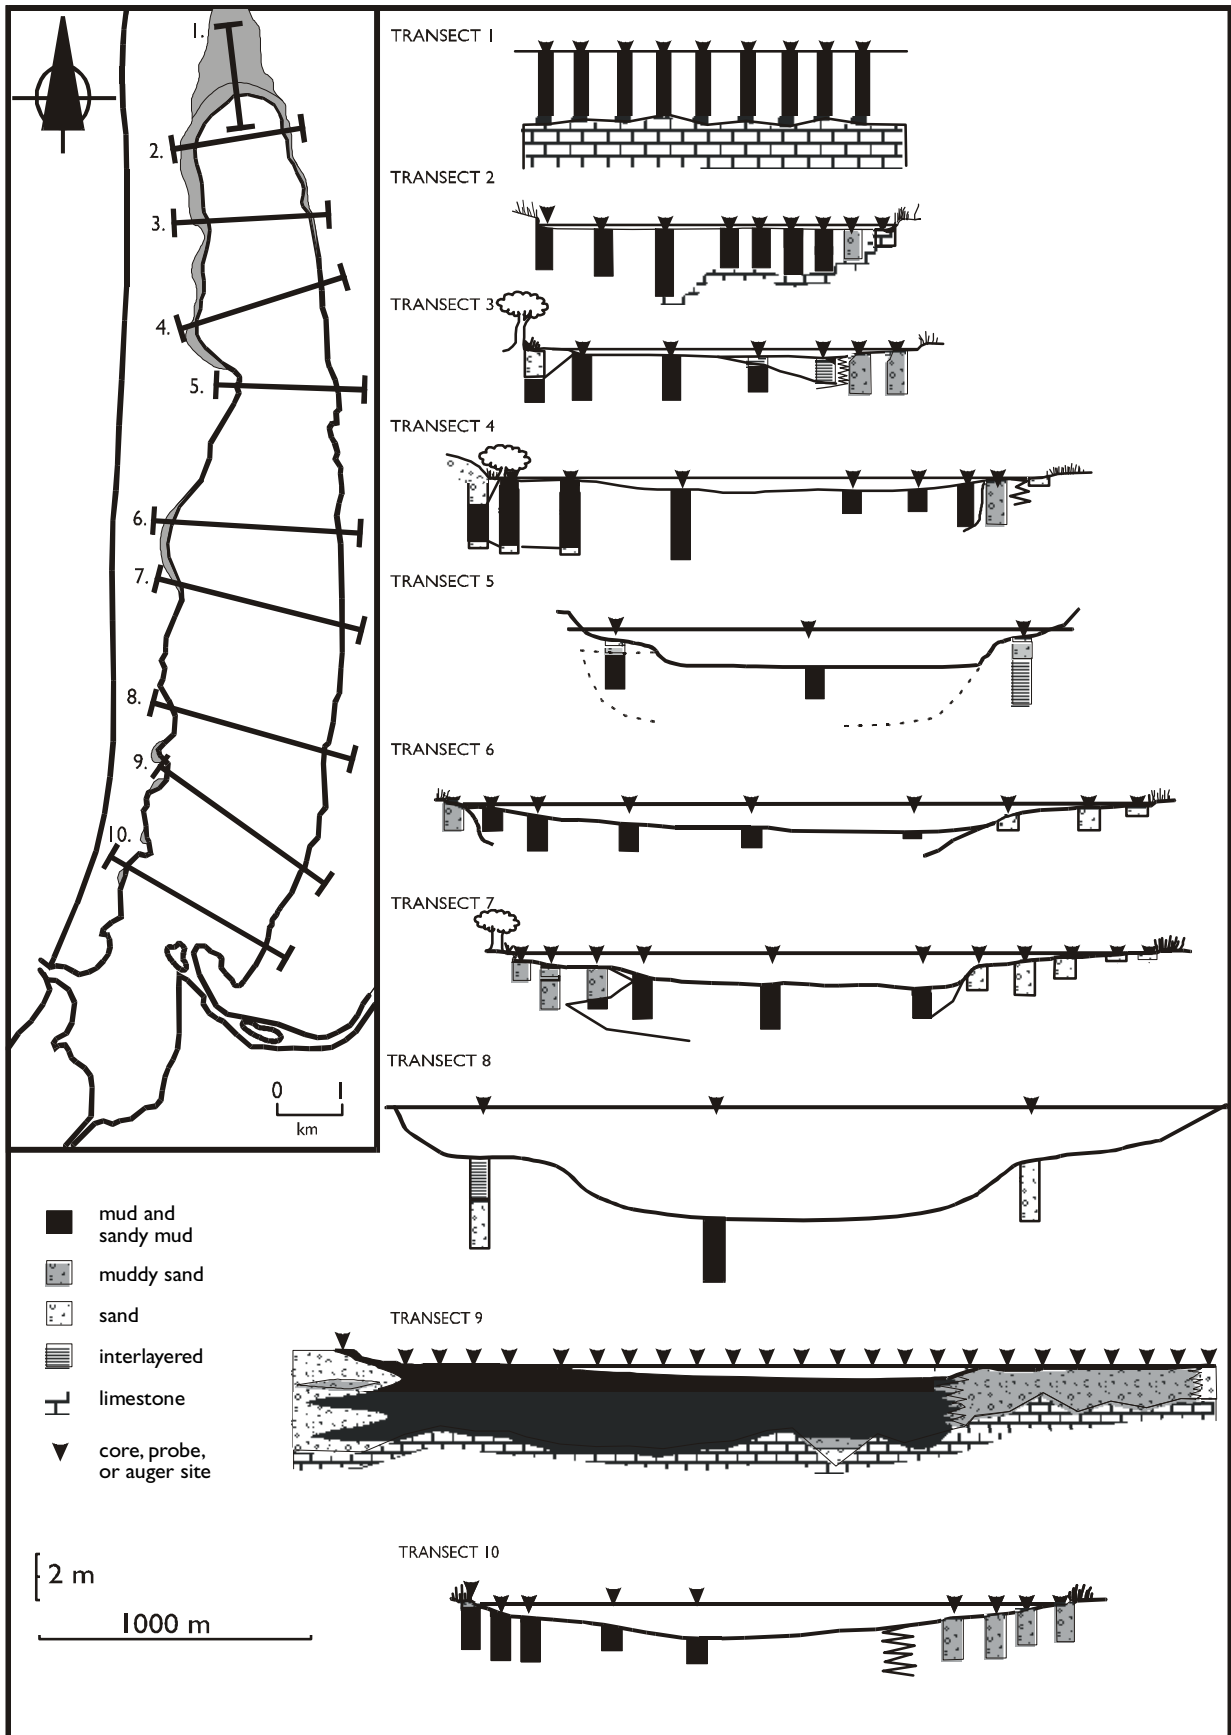 1.
2.
3.
4.
5.
6.
7.
8.
9.
10.
0 1
km
mud and
sandy mud
muddy sand
sand
interlayered
limestone
core, probe,
or auger site
2 m
1000 m
TRANSECT 1
TRANSECT 2
TRANSECT 3
TRANSECT 4
TRANSECT 5
TRANSECT 6
TRANSECT 7
TRANSECT 8
TRANSECT 9
TRANSECT 10